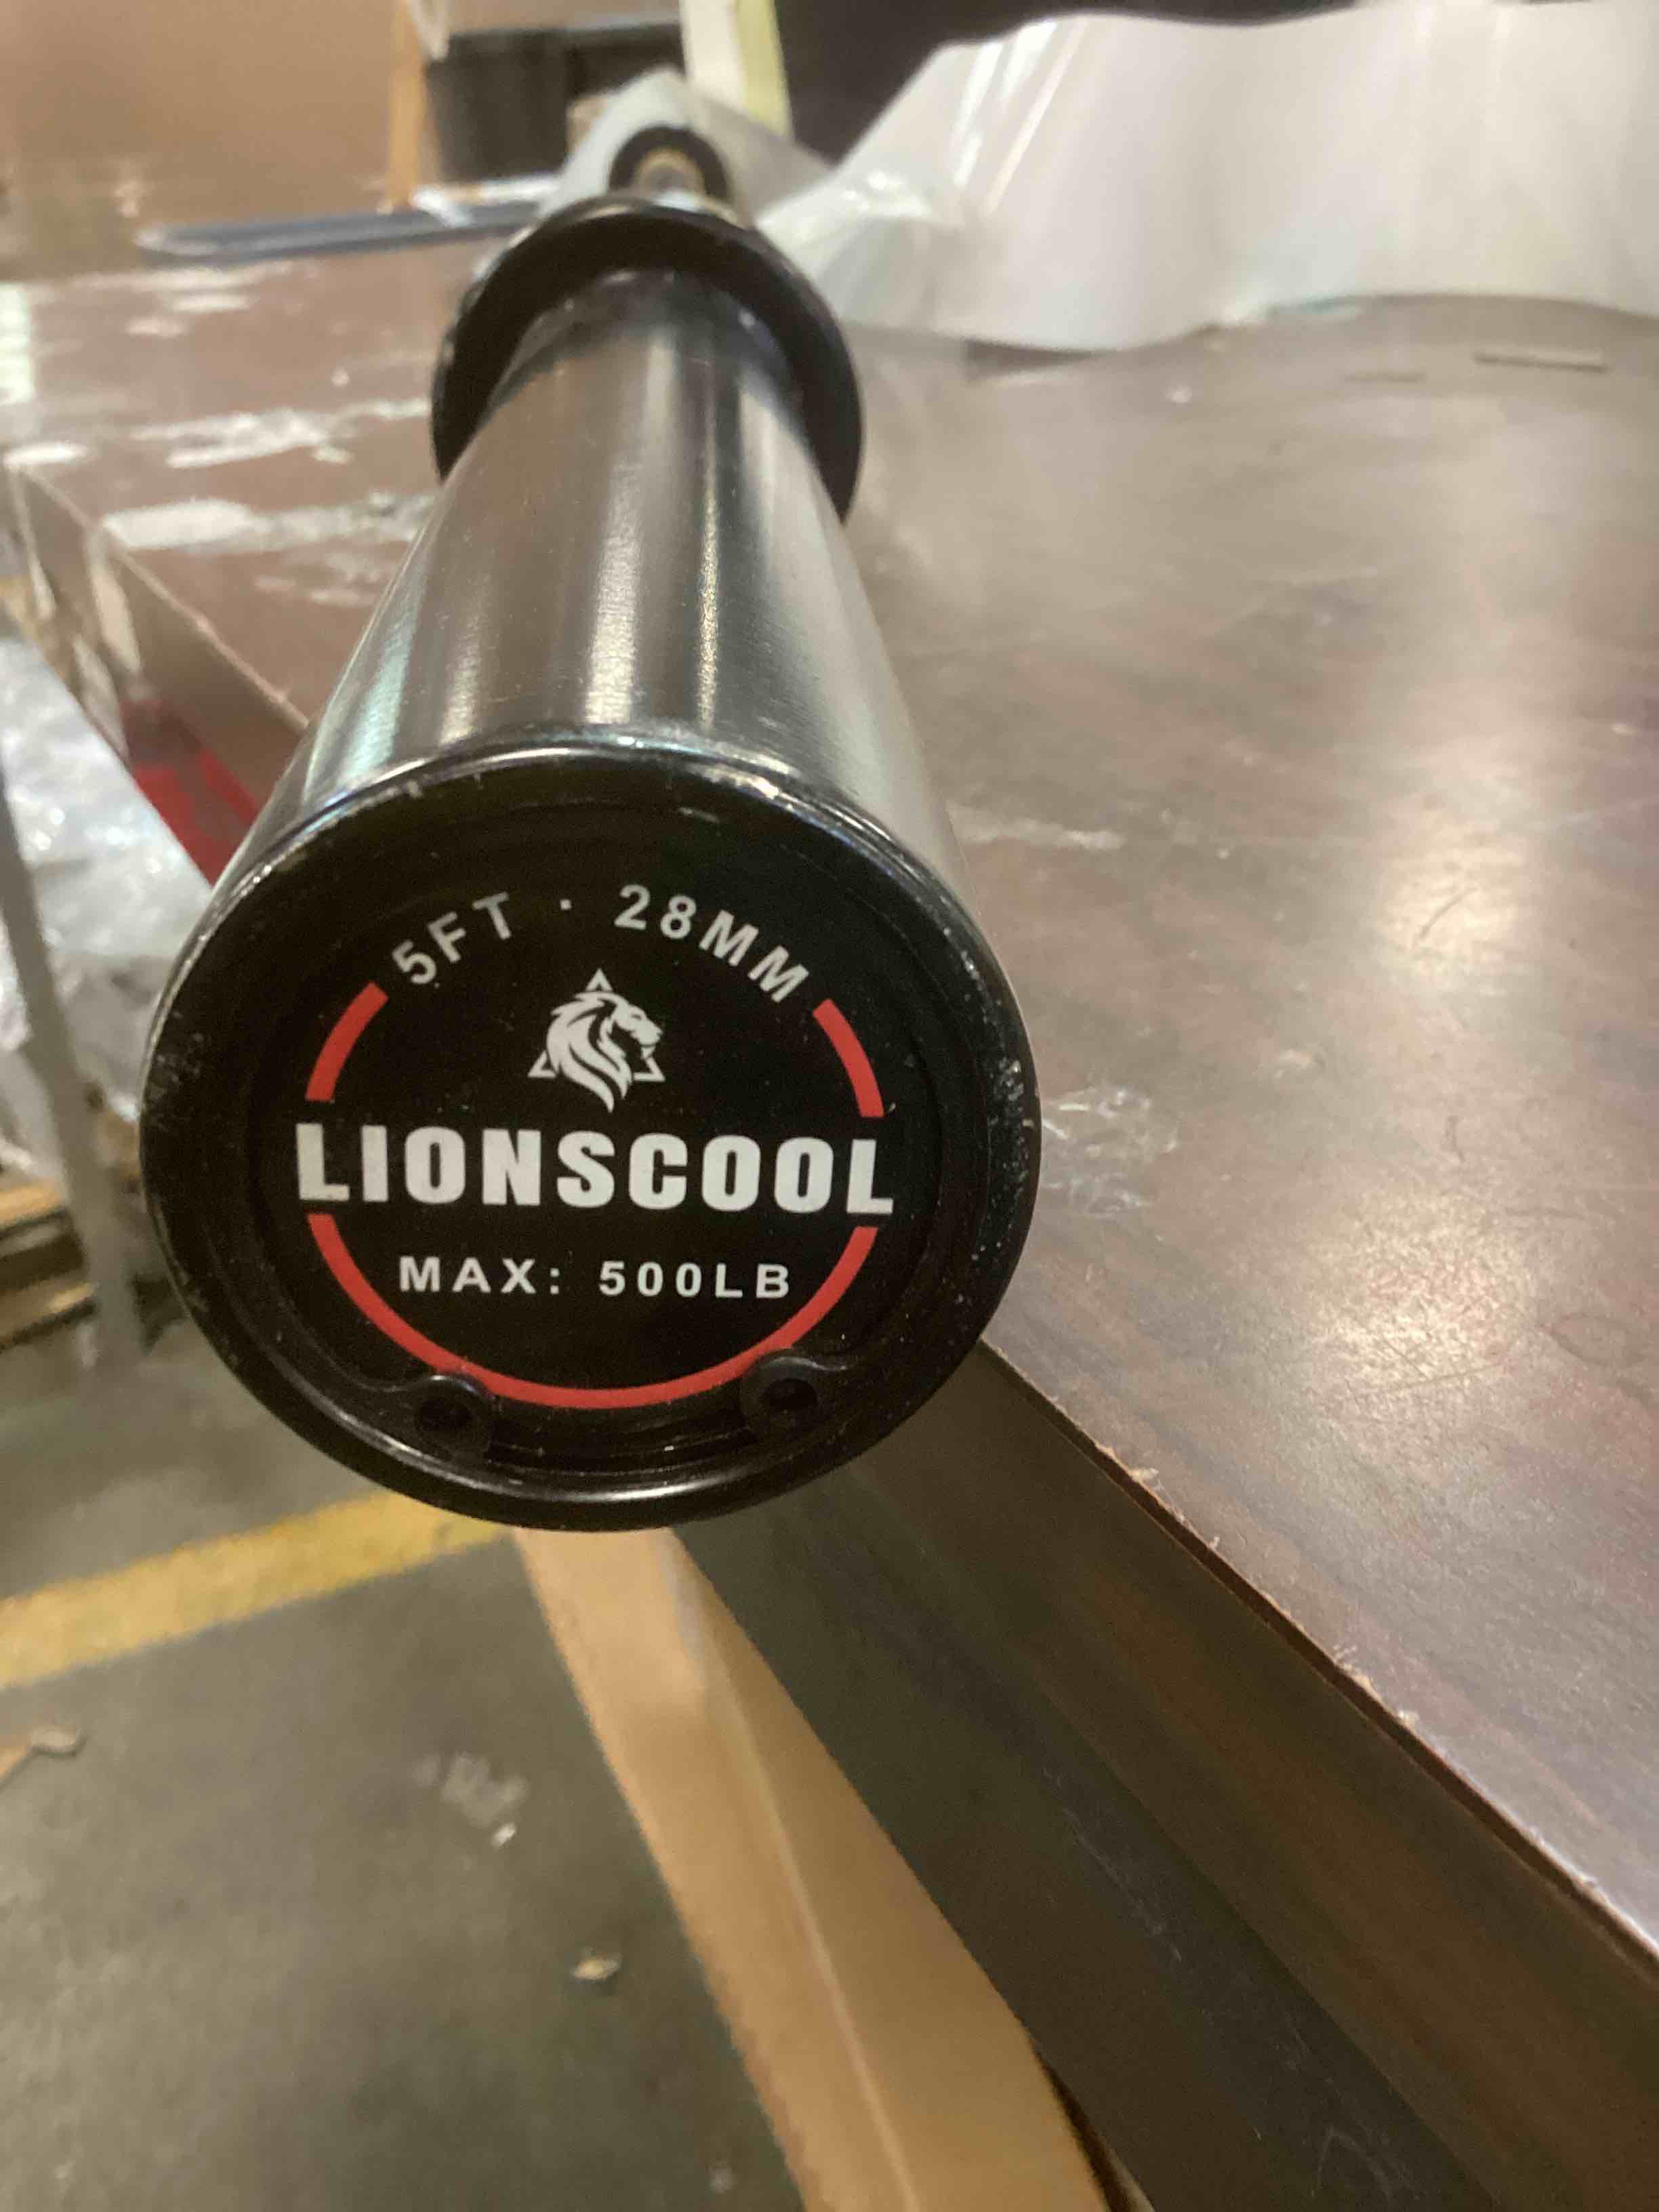 5FT · 28MM
LIONSCOOL
MAX: 500LB